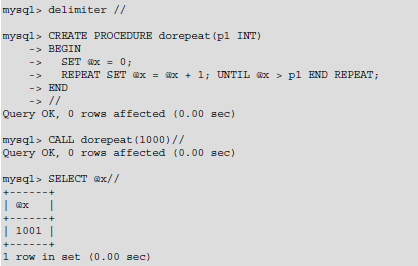 mysql> delimiter //
mysql> CREATE PROCEDURE dorepeat(p1 INT)
    -> BEGIN
    ->   SET @x = 0;
    ->   REPEAT SET @x = @x + 1; UNTIL @x > p1 END REPEAT;
    -> END
    -> //
Query OK, 0 rows affected (0.00 sec)
mysql> CALL dorepeat(1000)//
Query OK, 0 rows affected (0.00 sec)
mysql> SELECT @x//
+------+
| @x   |
+------+
| 1001 |
+------+
1 row in set (0.00 sec)